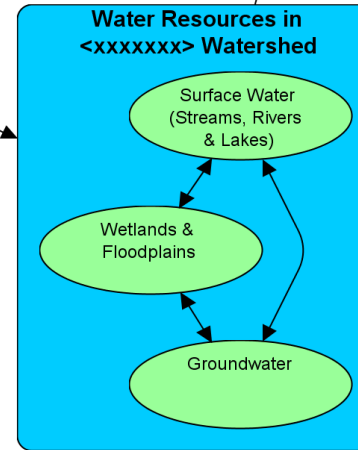 Water Resources in
<xxxxxxx> Watershed
Surface Water
(Streams, Rivers
& Lakes)
Wetlands &
Floodplains
Groundwater